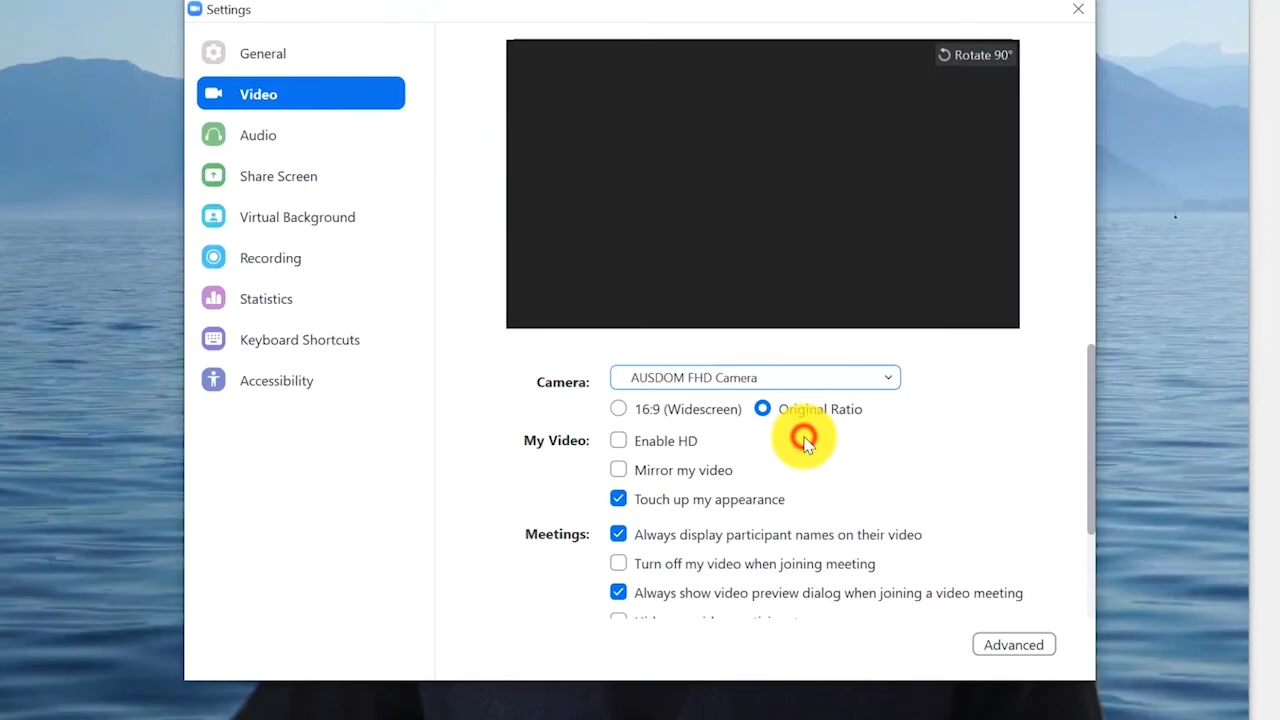 Settings
General
Video
Audio
Share Screen
Virtual Background
Recording
Statistics
Keyboard Shortcuts
Accessibility
Rotate 90°
Camera: AUSDOM FHD Camera
16:9 (Widescreen) Original Ratio
My Video: Enable HD
Mirror my video
Touch up my appearance
Meetings: Always display participant names on their video
Turn off my video when joining meeting
Always show video preview dialog when joining a video meeting
Advanced